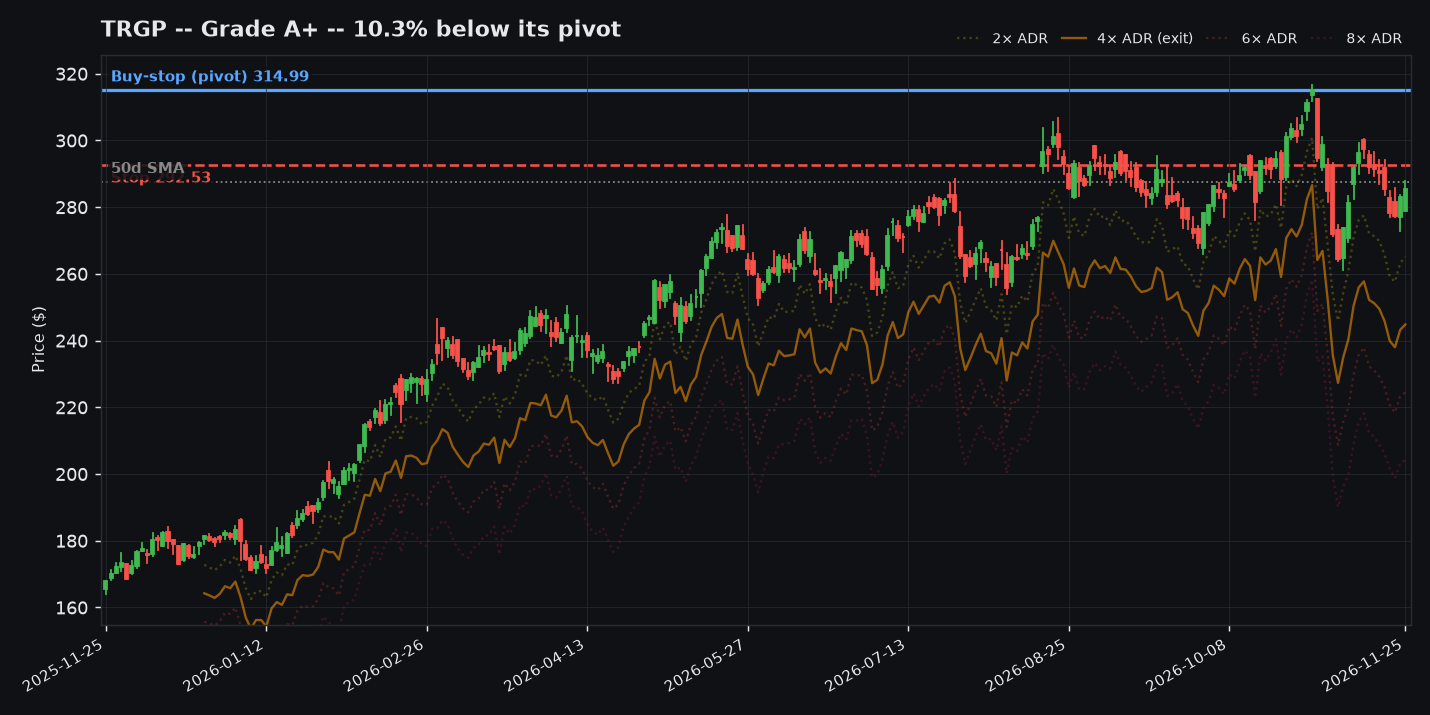 TRGP -- Grade A+ -- 10.3% below its pivot
2× ADR
4× ADR (exit)
6× ADR
8× ADR
Buy-stop (pivot) 314.99
50d SMA
Stop 292.53
Price ($)
320
300
280
260
240
220
200
180
160
2025-11-25
2026-01-12
2026-02-26
2026-04-13
2026-05-27
2026-07-13
2026-08-25
2026-10-08
2026-11-25